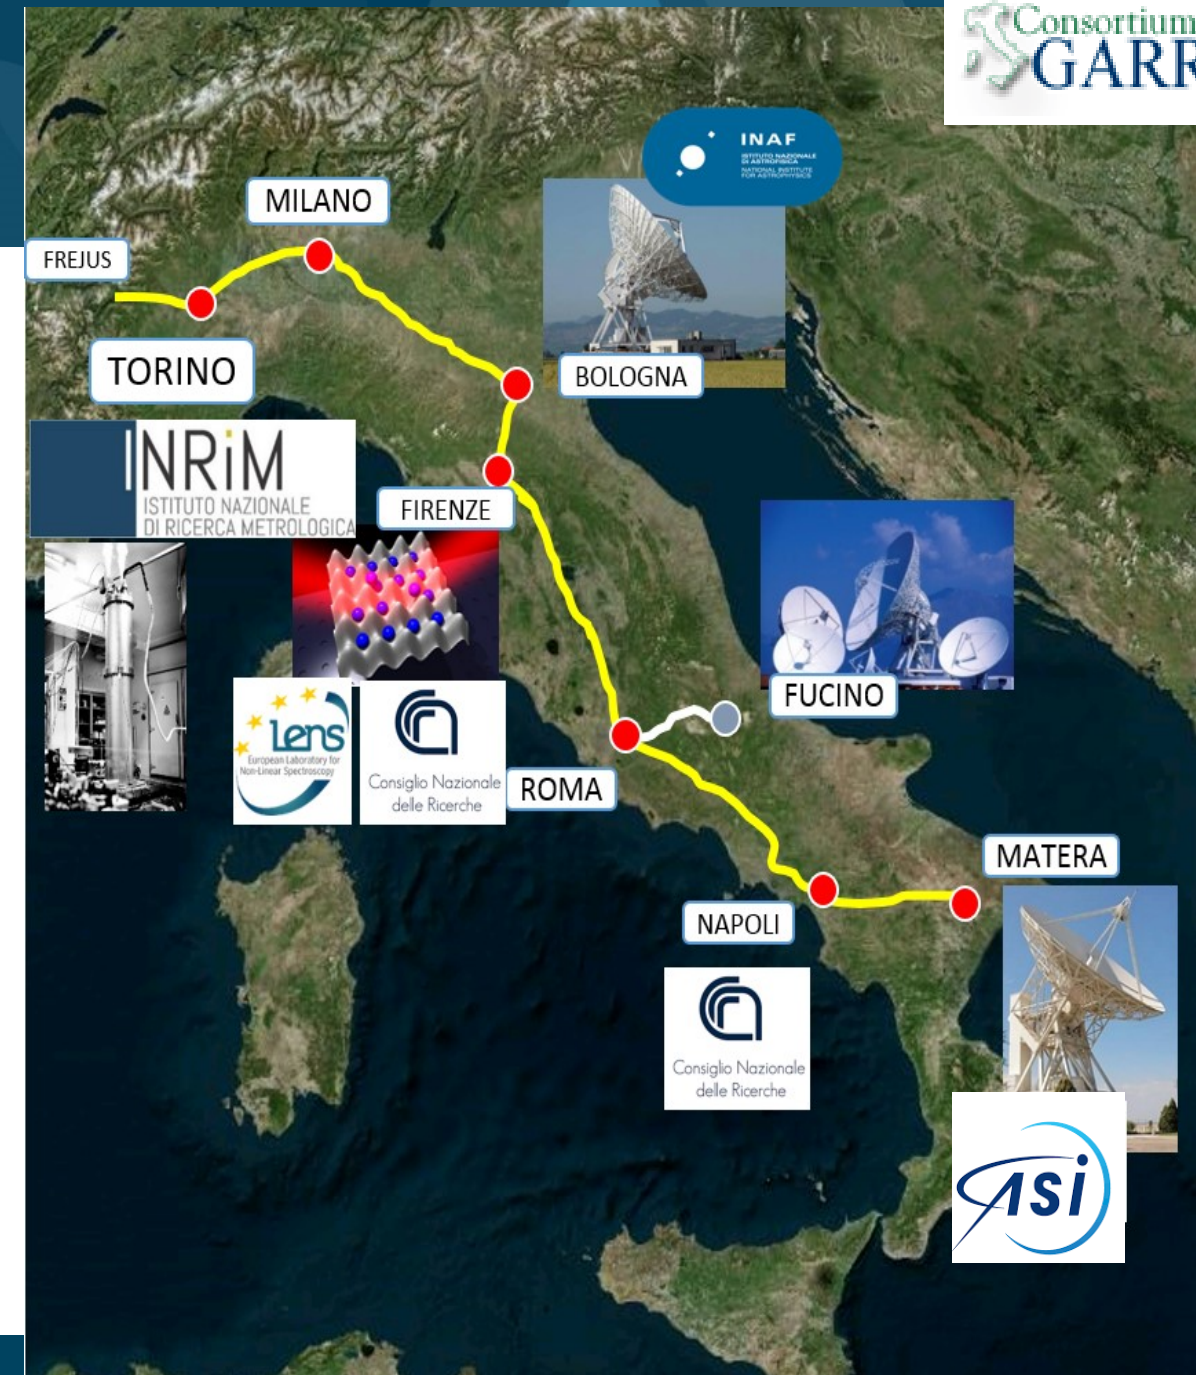 Consortium
GARR
INAF
ISTITUTO NAZIONALE
DI ASTROFISICA
NATIONAL INSTITUTE
FOR ASTROPHYSICS
MILANO
FREJUS
TORINO
BOLOGNA
INRiM
ISTITUTO NAZIONALE
DI RICERCA METROLOGICA
FIRENZE
FUCINO
lens
European Laboratory for
Non-Linear Spectroscopy
Consiglio Nazionale
delle Ricerche
ROMA
MATERA
NAPOLI
Consiglio Nazionale
delle Ricerche
asi